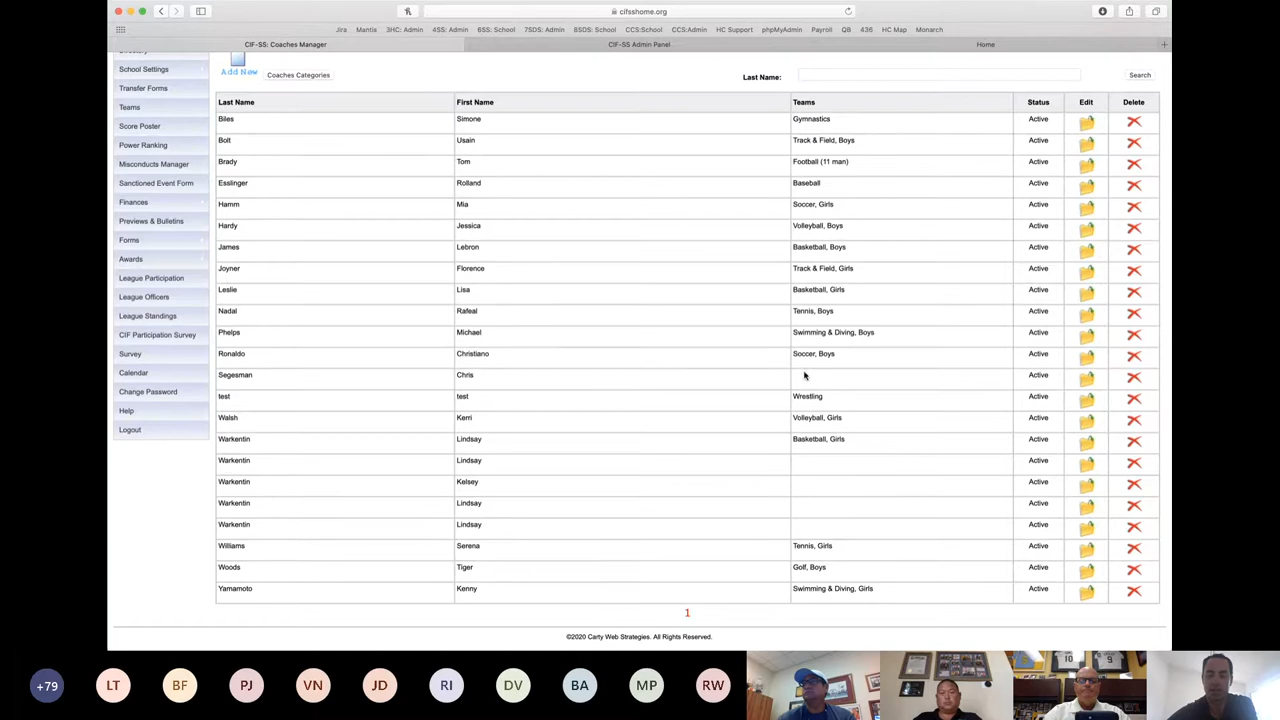 cifsshome.org
Jira Mantis 3HC: Admin 4SS: Admin 6SS: School 7SDS: Admin 8SDS: School CCS:School CCS:Admin HC Support phpMyAdmin Payroll QB 436 HC Map Monarch
CIF-SS: Coaches Manager CIF-SS Admin Panel Home
School Settings
Transfer Forms
Teams
Score Poster
Power Ranking
Misconducts Manager
Sanctioned Event Form
Finances
Previews & Bulletins
Forms
Awards
League Participation
League Officers
League Standings
CIF Participation Survey
Survey
Calendar
Change Password
Help
Logout
Add New Coaches Categories Last Name: Search
Last Name First Name Teams Status Edit Delete
Biles Simone Gymnastics Active
Bolt Usain Track & Field, Boys Active
Brady Tom Football (11 man) Active
Esslinger Rolland Baseball Active
Hamm Mia Soccer, Girls Active
Hardy Jessica Volleyball, Boys Active
James Lebron Basketball, Boys Active
Joyner Florence Track & Field, Girls Active
Leslie Lisa Basketball, Girls Active
Nadal Rafeal Tennis, Boys Active
Phelps Michael Swimming & Diving, Boys Active
Ronaldo Christiano Soccer, Boys Active
Segesman Chris Active
test test Wrestling Active
Walsh Kerri Volleyball, Girls Active
Warkentin Lindsay Basketball, Girls Active
Warkentin Lindsay Active
Warkentin Kelsey Active
Warkentin Lindsay Active
Warkentin Lindsay Active
Williams Serena Tennis, Girls Active
Woods Tiger Golf, Boys Active
Yamamoto Kenny Swimming & Diving, Girls Active
1
©2020 Carty Web Strategies. All Rights Reserved.
+79 LT BF PJ VN JD RI DV BA MP RW
10 9